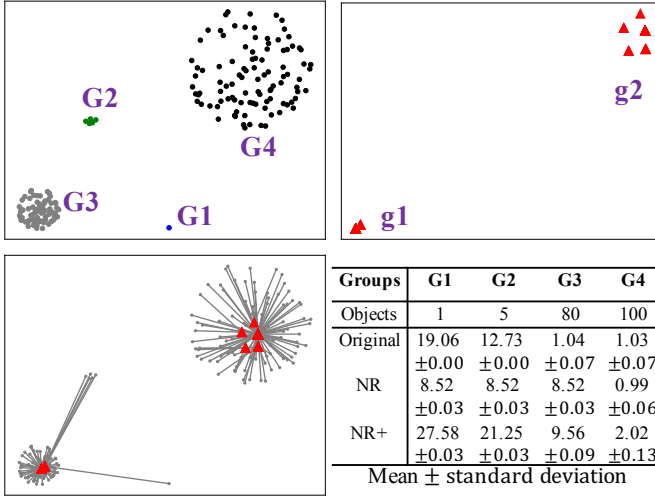 G2
G4
G3
G1
g2
g1
Groups G1 G2 G3 G4
Objects 1 5 80 100
Original 19.06 12.73 1.04 1.03
±0.00 ±0.00 ±0.07 ±0.07
NR 8.52 8.52 8.52 0.99
±0.03 ±0.03 ±0.03 ±0.06
NR+ 27.58 21.25 9.56 2.02
±0.03 ±0.03 ±0.09 ±0.13
Mean ± standard deviation